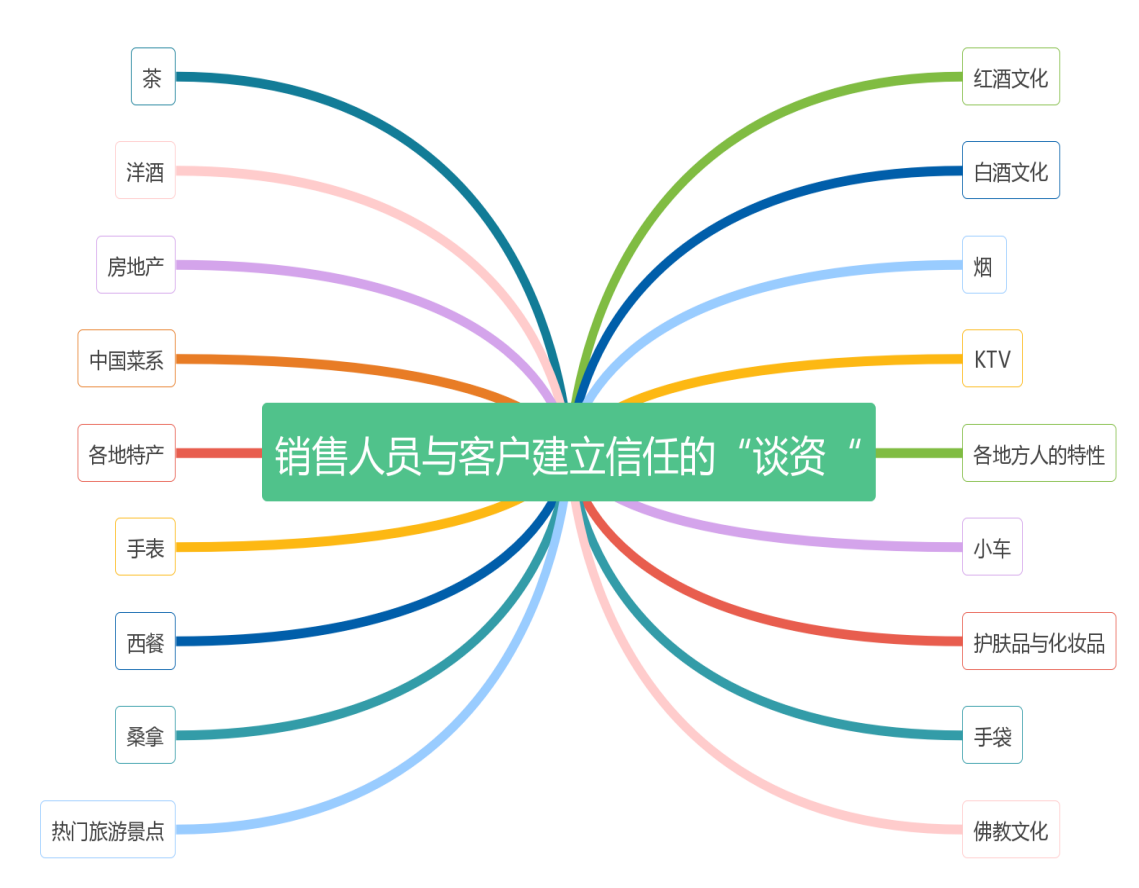 茶
洋酒
房地产
中国菜系
各地特产
手表
西餐
桑拿
热门旅游景点
销售人员与客户建立信任的“谈资“
红酒文化
白酒文化
烟
KTV
各地方人的特性
小车
护肤品与化妆品
手袋
佛教文化